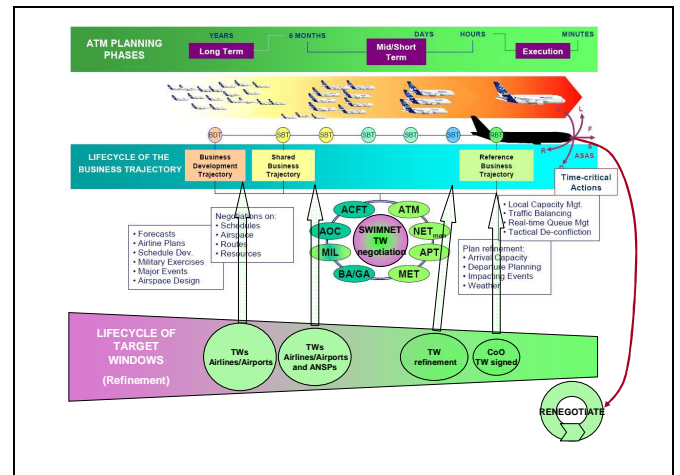 ATM PLANNING
PHASES
YEARS
6 MONTHS
DAYS
HOURS
MINUTES
Long Term
Mid/Short
Term
Execution
BDT
SBT
SBT
SBT
SBT
SBT
RBT
L
F
S
R
ASAS
LIFECYCLE OF THE
BUSINESS TRAJECTORY
Business
Development
Trajectory
Shared
Business
Trajectory
Reference
Business
Trajectory
Time-critical
Actions
• Local Capacity Mgt.
• Traffic Balancing
• Real-time Queue Mgt
• Tactical De-confliction
• Forecasts
• Airline Plans
• Schedule Dev.
• Military Exercises
• Major Events
• Airspace Design
Negotiations on:
• Schedules
• Airspace
• Routes
• Resources
ACFT
ATM
AOC
NET man
MIL
APT
BA/GA
MET
SWIMNET
TW
negotiation
Plan refinement:
• Arrival Capacity
• Departure Planning
• Impacting Events
• Weather
LIFECYCLE OF
TARGET
WINDOWS
(Refinement)
TWs
Airlines/Airports
TWs
Airlines/Airports
and ANSPs
TW
refinement
CoO
TW signed
RENEGOTIATE